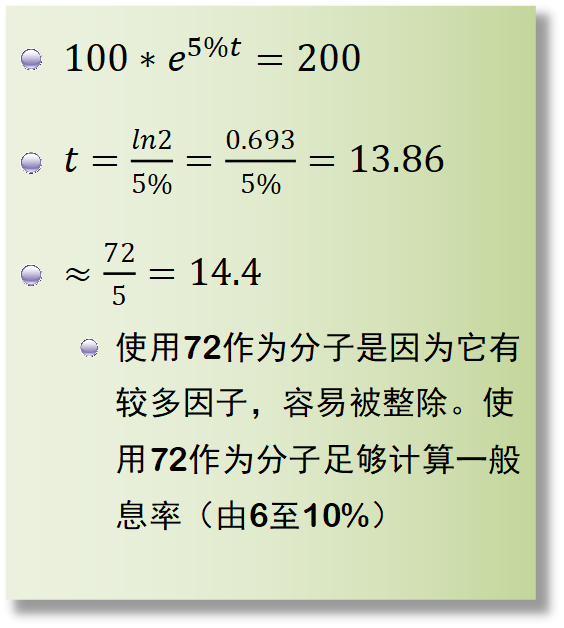 100 ∗ e^{5%t} = 200
t = \frac{ln2}{5%} = \frac{0.693}{5%} = 13.86
≈ \frac{72}{5} = 14.4
使用72作为分子是因为它有
较多因子，容易被整除。使
用72作为分子足够计算一般
息率（由6至10%）